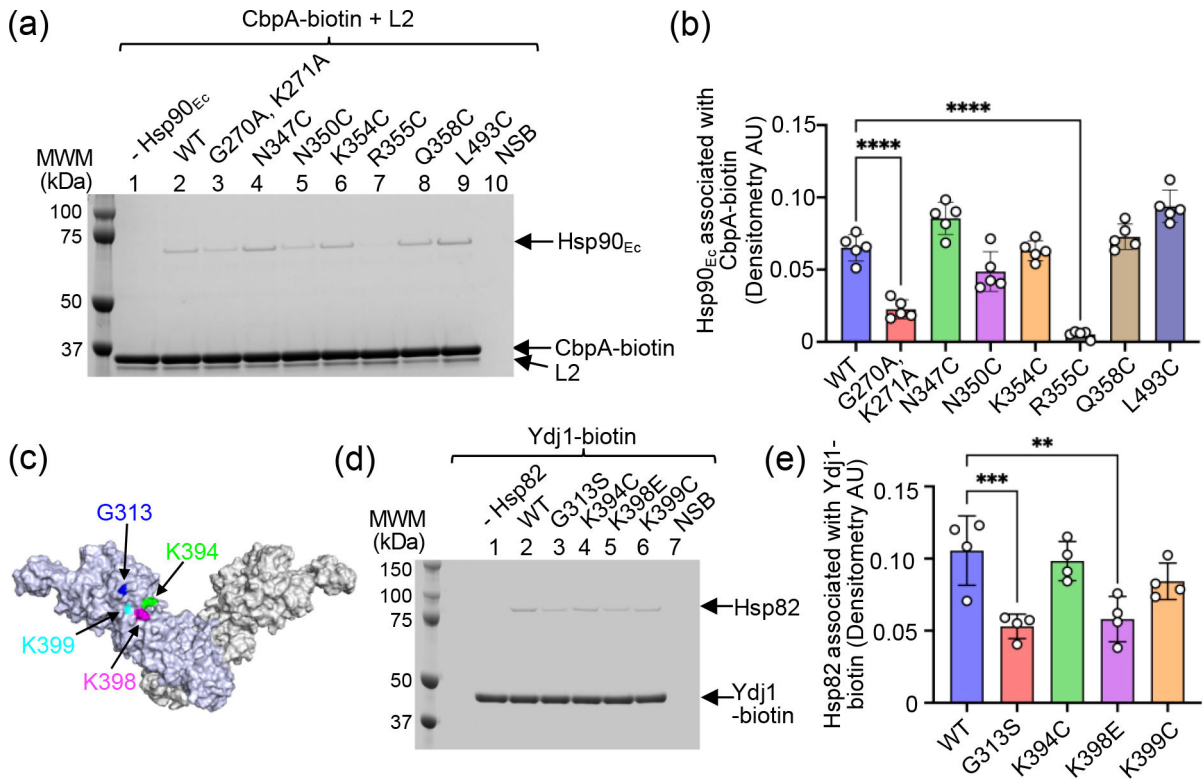 (a)
CbpA-biotin + L2
- Hsp90Ec
WT
G270A, K271A
N347C
N350C
K354C
R355C
Q358C
L493C
NSB
MWM
(kDa)
1 2 3 4 5 6 7 8 9 10
100
75
50
37
Hsp90Ec
CbpA-biotin
L2
(b)
Hsp90Ec associated with
CbpA-biotin
(Densitometry AU)
0.15
0.10
0.05
0
****
****
WT
G270A,
K271A
N347C
N350C
K354C
R355C
Q358C
L493C
(c)
G313
K394
K399
K398
(d)
Ydj1-biotin
- Hsp82
WT
G313S
K394C
K398E
K399C
NSB
MWM
(kDa)
1 2 3 4 5 6 7
150
100
75
50
37
Hsp82
Ydj1
-biotin
(e)
Hsp82 associated with Ydj1-
biotin (Densitometry AU)
0.15
0.10
0.05
0.00
**
***
WT
G313S
K394C
K398E
K399C